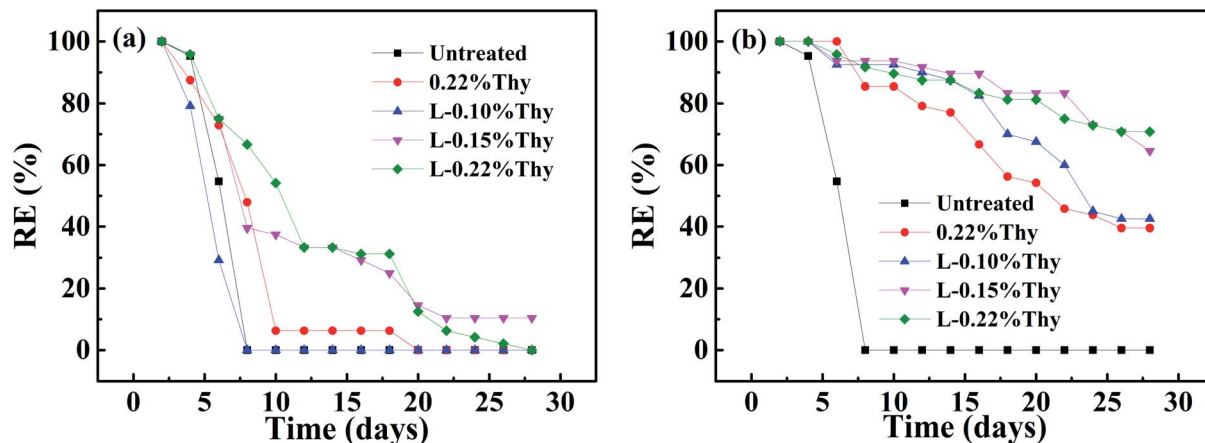 (a)
RE (%)
100
80
60
40
20
0
Untreated
0.22%Thy
L-0.10%Thy
L-0.15%Thy
L-0.22%Thy
0 5 10 15 20 25 30
Time (days)
(b)
RE (%)
100
80
60
40
20
0
Untreated
0.22%Thy
L-0.10%Thy
L-0.15%Thy
L-0.22%Thy
0 5 10 15 20 25 30
Time (days)